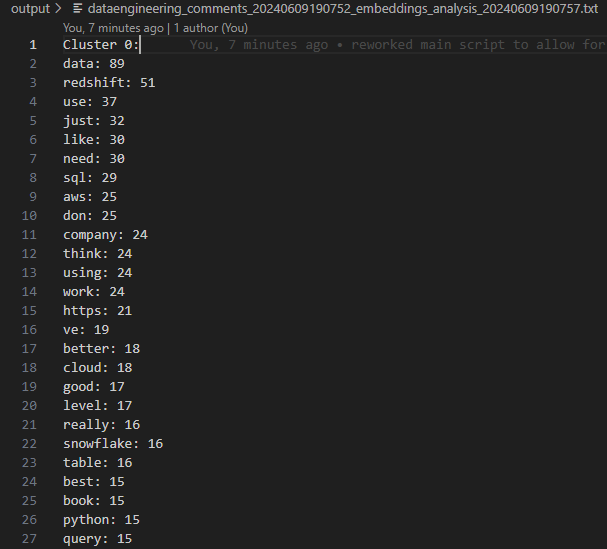 output > dataengineering_comments_20240609190752_embeddings_analysis_20240609190757.txt
You, 7 minutes ago | 1 author (You)
1 Cluster 0: You, 7 minutes ago • reworked main script to allow for
2 data: 89
3 redshift: 51
4 use: 37
5 just: 32
6 like: 30
7 need: 30
8 sql: 29
9 aws: 25
10 don: 25
11 company: 24
12 think: 24
13 using: 24
14 work: 24
15 https: 21
16 ve: 19
17 better: 18
18 cloud: 18
19 good: 17
20 level: 17
21 really: 16
22 snowflake: 16
23 table: 16
24 best: 15
25 book: 15
26 python: 15
27 query: 15